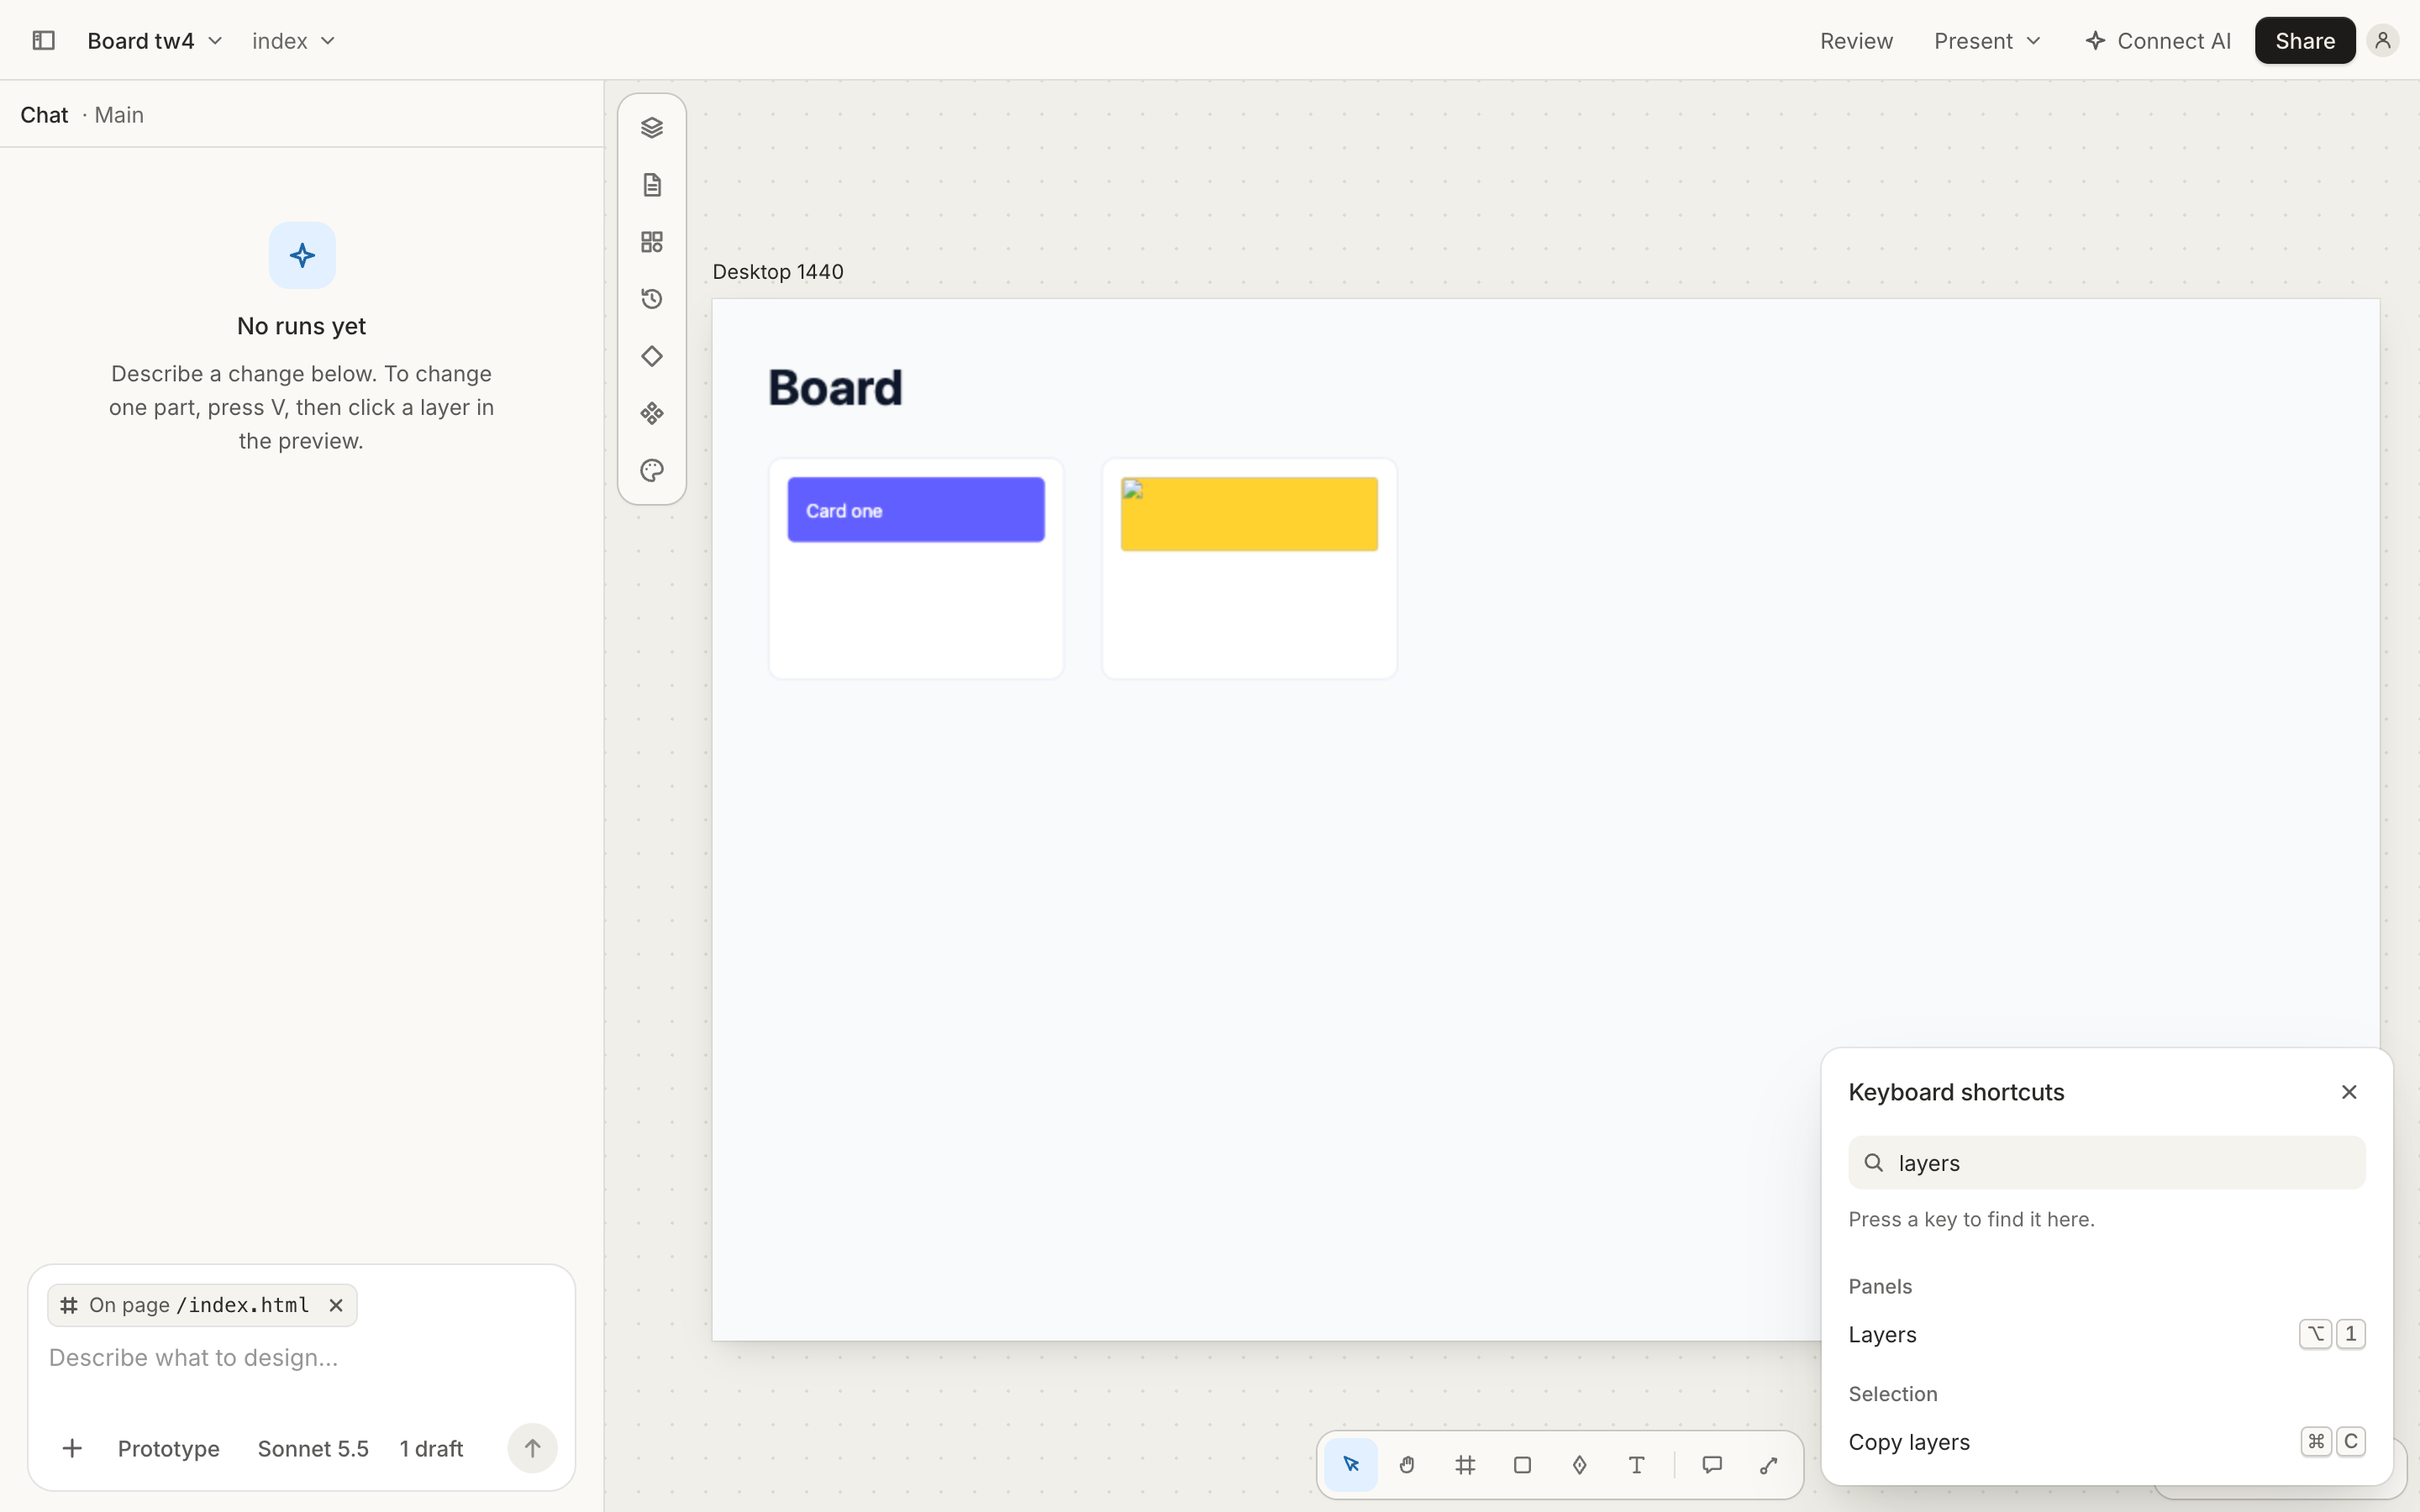 Board tw4
index
Review
Present
Connect AI
Share
Chat · Main
No runs yet
Describe a change below. To change
one part, press V, then click a layer in
the preview.
Desktop 1440
Board
Card one
Keyboard shortcuts
layers
Press a key to find it here.
Panels
Layers ⌥ 1
Selection
Copy layers ⌘ C
On page /index.html
Describe what to design...
Prototype
Sonnet 5.5
1 draft